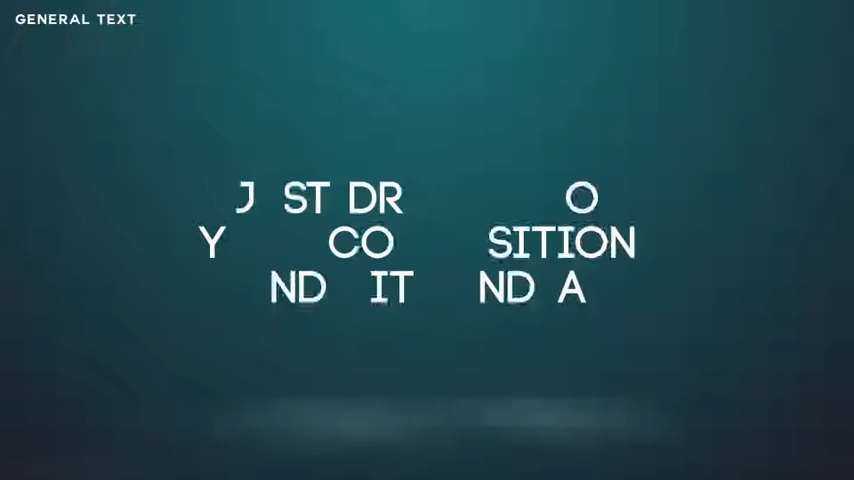 GENERAL TEXT
J ST DR O
Y CO SITION
ND IT ND A